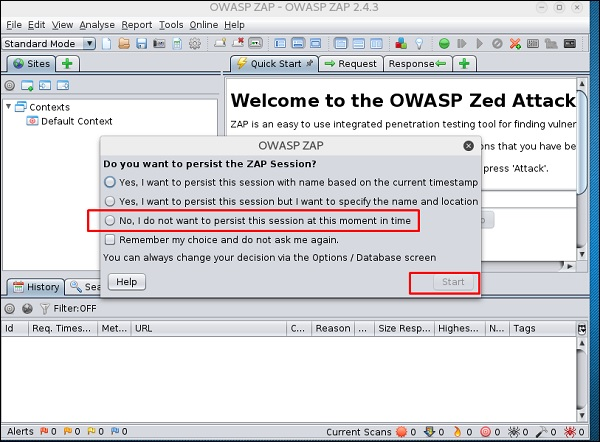 OWASP ZAP - OWASP ZAP 2.4.3
File Edit View Analyse Report Tools Online Help
Standard Mode
Sites
Quick Start Request Response
Contexts
Default Context
Welcome to the OWASP Zed Attack
ZAP is an easy to use integrated penetration testing tool for finding vulner
ons that you have be
press 'Attack'.
OWASP ZAP
Do you want to persist the ZAP Session?
Yes, I want to persist this session with name based on the current timestamp
Yes, I want to persist this session but I want to specify the name and location
No, I do not want to persist this session at this moment in time
Remember my choice and do not ask me again.
You can always change your decision via the Options / Database screen
Help Start
History Sea
Filter:OFF
Id Req. Times... Met... URL C... Reason ... Size Resp... Highes... N... Tags
Alerts 0 0 0 0 Current Scans 0 0 0 0 0 0 0